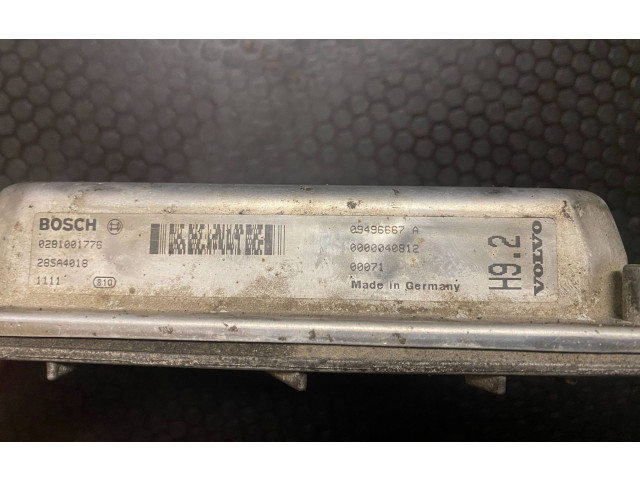 BOSCH
0281001776
28SA4018
1111 810
09496667 A
0000040812
00071
Made in Germany
H9.2
VOLVO